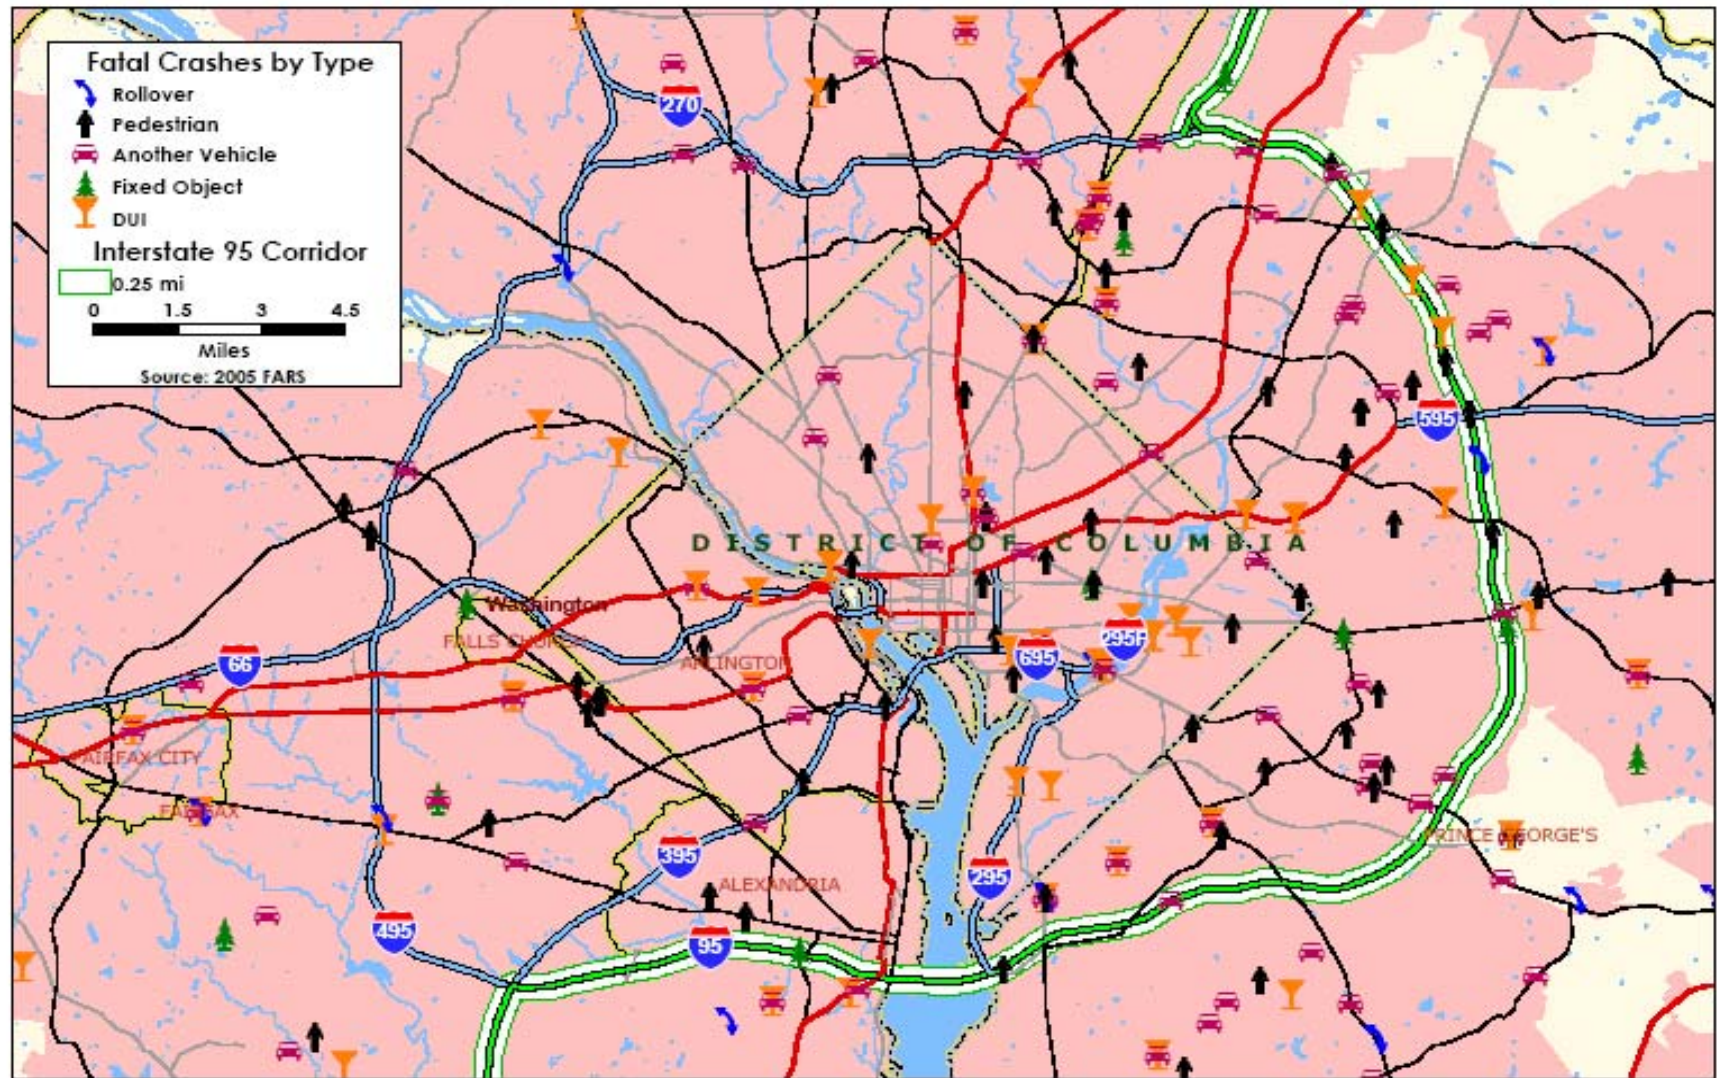 Fatal Crashes by Type
Rollover
Pedestrian
Another Vehicle
Fixed Object
DUI
Interstate 95 Corridor
0.25 mi
0 1.5 3 4.5
Miles
Source: 2005 FARS
270
595
DISTRICT OF COLUMBIA
Washington
FALLS CHURCH
ARLINGTON
66
695
295F
FAIRFAX CITY
FAIRFAX
PRINCE GEORGE'S
395
295
ALEXANDRIA
495
95